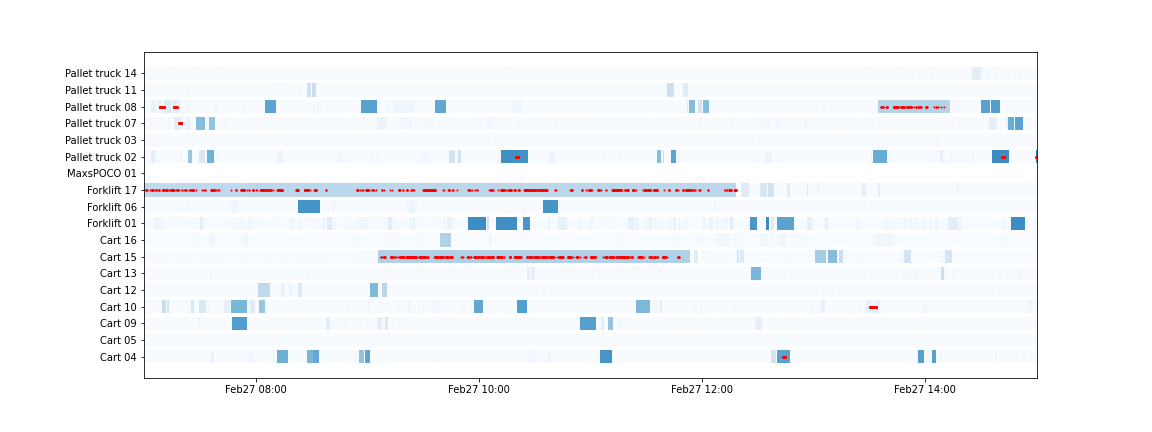 Pallet truck 14
Pallet truck 11
Pallet truck 08
Pallet truck 07
Pallet truck 03
Pallet truck 02
MaxsPOCO 01
Forklift 17
Forklift 06
Forklift 01
Cart 16
Cart 15
Cart 13
Cart 12
Cart 10
Cart 09
Cart 05
Cart 04
Feb27 08:00 Feb27 10:00 Feb27 12:00 Feb27 14:00